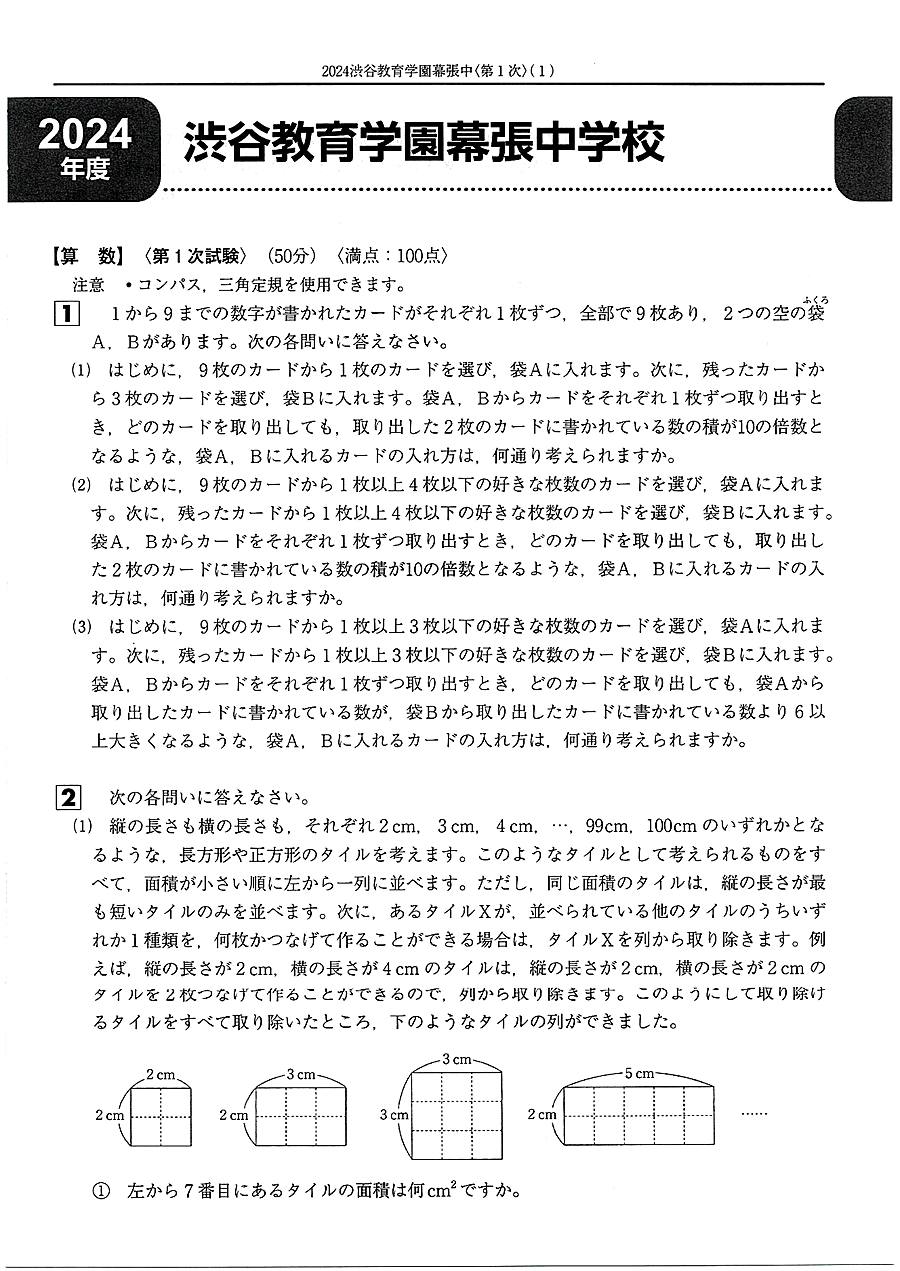 2024渋谷教育学園幕張中〈第1次〉(1)
2024
年度
渋谷教育学園幕張中学校
【算 数】〈第1次試験〉(50分)〈満点:100点〉
注意 ・コンパス,三角定規を使用できます。
1 1から9までの数字が書かれたカードがそれぞれ1枚ずつ,全部で9枚あり,2つの空の袋
ふくろ
A,Bがあります。次の各問いに答えなさい。
(1) はじめに,9枚のカードから1枚のカードを選び,袋Aに入れます。次に,残ったカードか
ら3枚のカードを選び,袋Bに入れます。袋A,Bからカードをそれぞれ1枚ずつ取り出すと
き,どのカードを取り出しても,取り出した2枚のカードに書かれている数の積が10の倍数と
なるような,袋A,Bに入れるカードの入れ方は,何通り考えられますか。
(2) はじめに,9枚のカードから1枚以上4枚以下の好きな枚数のカードを選び,袋Aに入れま
す。次に,残ったカードから1枚以上4枚以下の好きな枚数のカードを選び,袋Bに入れます。
袋A,Bからカードをそれぞれ1枚ずつ取り出すとき,どのカードを取り出しても,取り出し
た2枚のカードに書かれている数の積が10の倍数となるような,袋A,Bに入れるカードの入
れ方は,何通り考えられますか。
(3) はじめに,9枚のカードから1枚以上3枚以下の好きな枚数のカードを選び,袋Aに入れま
す。次に,残ったカードから1枚以上3枚以下の好きな枚数のカードを選び,袋Bに入れます。
袋A,Bからカードをそれぞれ1枚ずつ取り出すとき,どのカードを取り出しても,袋Aから
取り出したカードに書かれている数が,袋Bから取り出したカードに書かれている数より6以
上大きくなるような,袋A,Bに入れるカードの入れ方は,何通り考えられますか。
2 次の各問いに答えなさい。
(1) 縦の長さも横の長さも,それぞれ2cm,3cm,4cm,…,99cm,100cmのいずれかとな
るような,長方形や正方形のタイルを考えます。このようなタイルとして考えられるものをす
べて,面積が小さい順に左から一列に並べます。ただし,同じ面積のタイルは,縦の長さが最
も短いタイルのみを並べます。次に,あるタイルXが,並べられている他のタイルのうちいず
れか1種類を,何枚かつなげて作ることができる場合は,タイルXを列から取り除きます。例
えば,縦の長さが2cm,横の長さが4cmのタイルは,縦の長さが2cm,横の長さが2cmの
タイルを2枚つなげて作ることができるので,列から取り除きます。このようにして取り除け
るタイルをすべて取り除いたところ,下のようなタイルの列ができました。
2cm 3cm 3cm 5cm
2cm 2cm 3cm 2cm ……
① 左から7番目にあるタイルの面積は何cm²ですか。